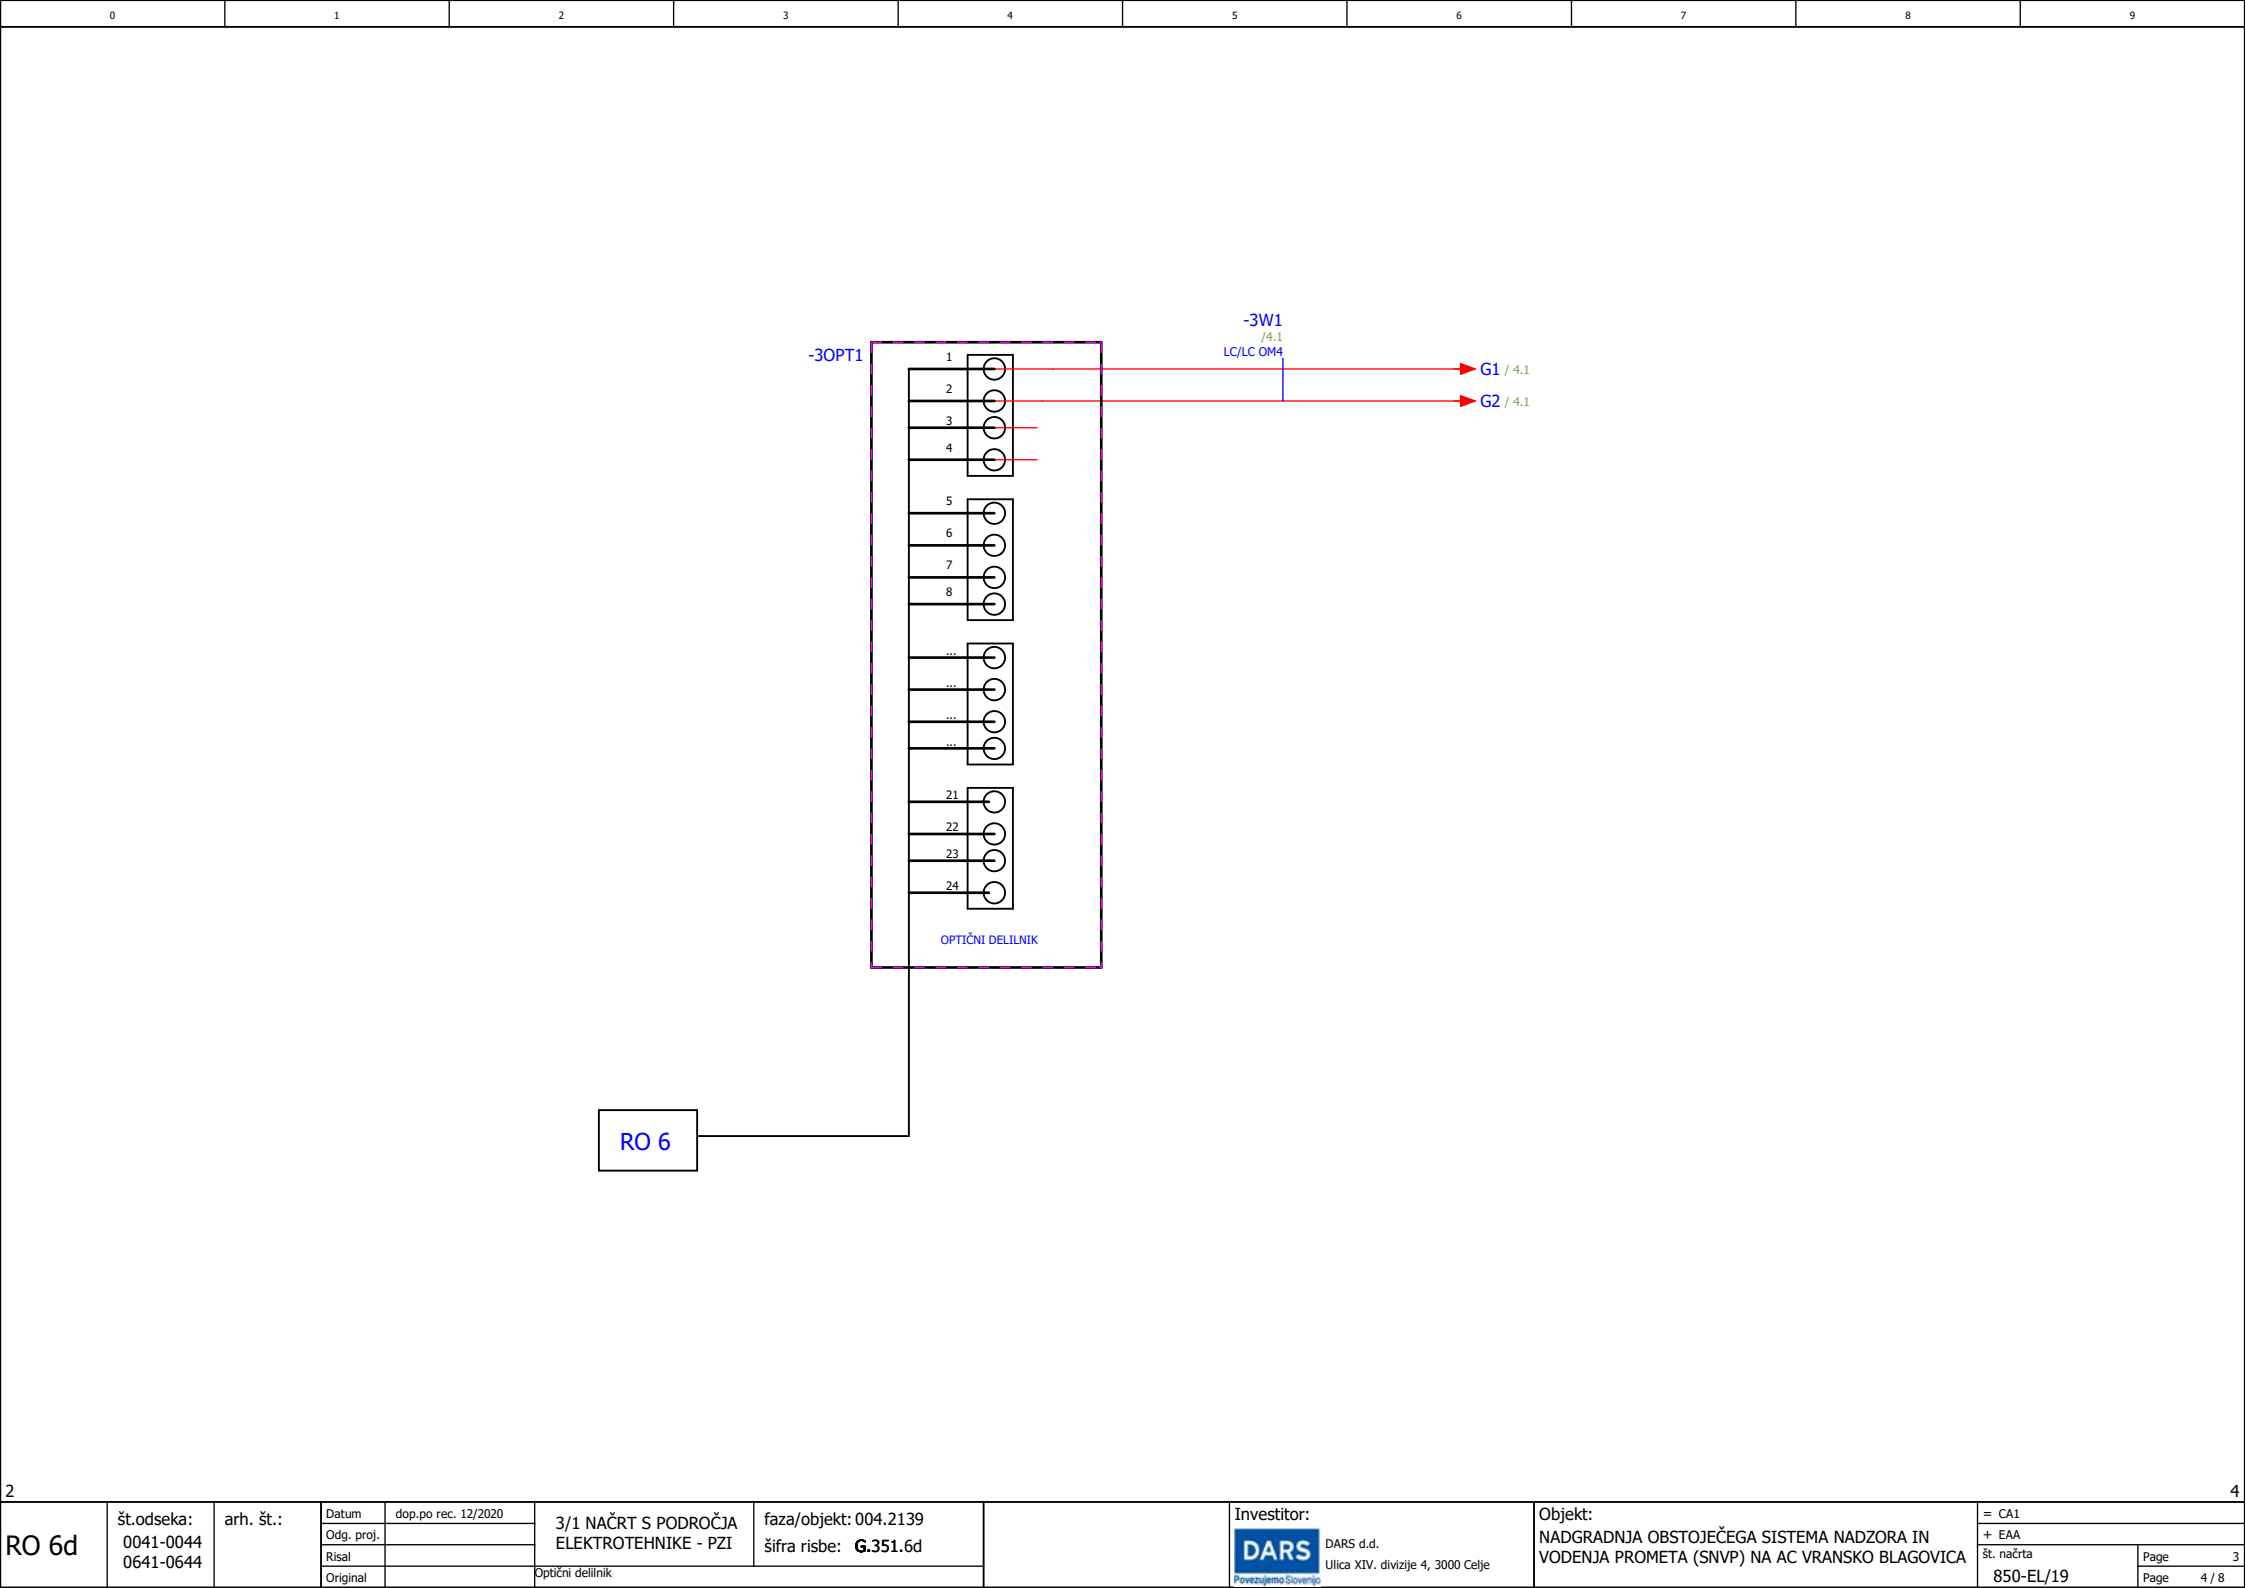 0 1 2 3 4 5 6 7 8 9
-3W1
/4.1
LC/LC OM4
-3OPT1
1
G1 / 4.1
2
G2 / 4.1
3
4
5
6
7
8
...
...
...
...
21
22
23
24
OPTIČNI DELILNIK
RO 6
2
4
RO 6d
št.odseka:
0041-0044
0641-0644
arh. št.:
Datum dop.po rec. 12/2020
Odg. proj.
Risal
Original
3/1 NAČRT S PODROČJA
ELEKTROTEHNIKE - PZI
Optični delilnik
faza/objekt: 004.2139
šifra risbe: G.351.6d
Investitor:
DARS
Povezujemo Slovenijo
DARS d.d.
Ulica XIV. divizije 4, 3000 Celje
Objekt:
NADGRADNJA OBSTOJEČEGA SISTEMA NADZORA IN
VODENJA PROMETA (SNVP) NA AC VRANSKO BLAGOVICA
= CA1
+ EAA
št. načrta
850-EL/19
Page 3
Page 4 / 8